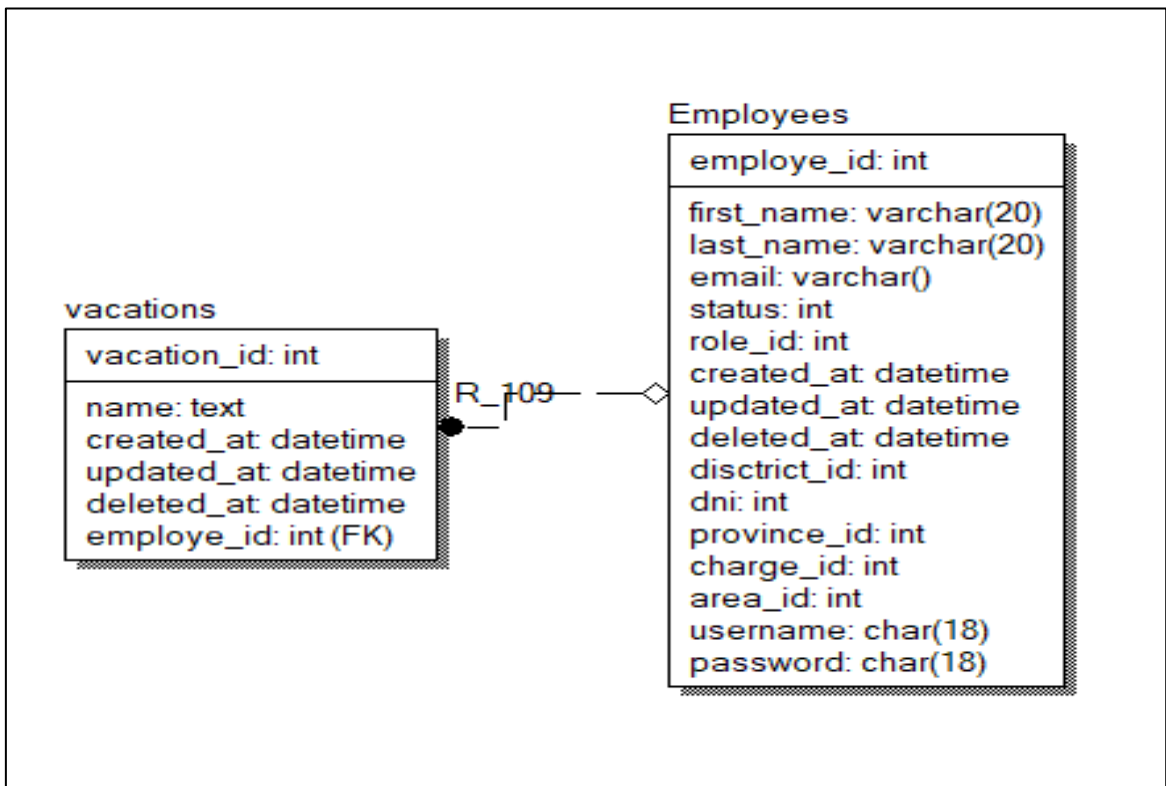 vacations
vacation_id: int
name: text
created_at: datetime
updated_at: datetime
deleted_at: datetime
employe_id: int (FK)
R_109
Employees
employe_id: int
first_name: varchar(20)
last_name: varchar(20)
email: varchar()
status: int
role_id: int
created_at: datetime
updated_at: datetime
deleted_at: datetime
disctrict_id: int
dni: int
province_id: int
charge_id: int
area_id: int
username: char(18)
password: char(18)